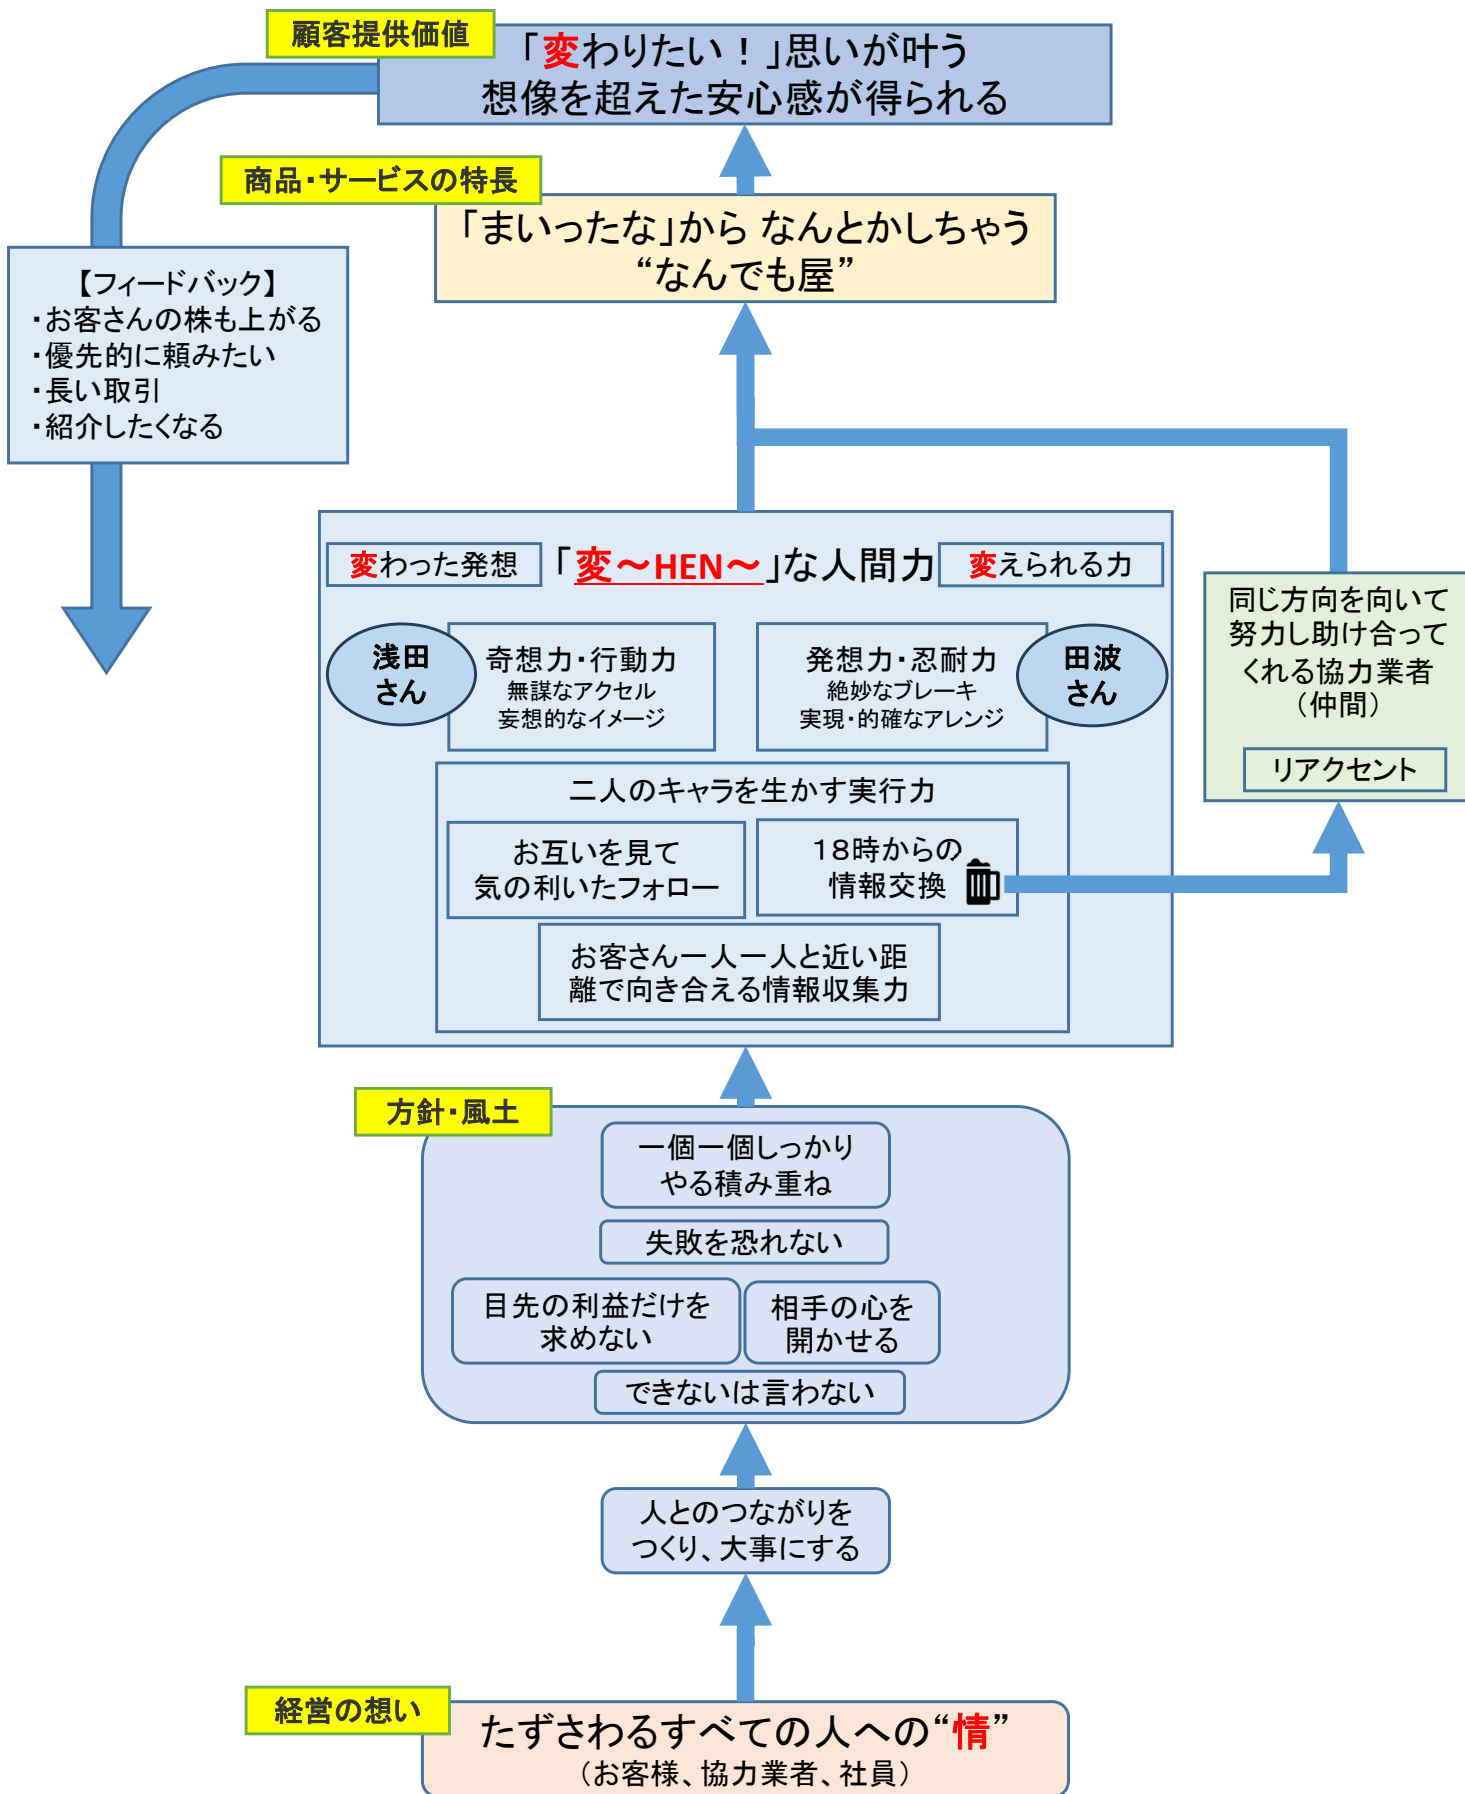 顧客提供価値
「変わりたい！」思いが叶う
想像を超えた安心感が得られる
商品・サービスの特長
「まいったな」から なんとかしちゃう
“なんでも屋”
【フィードバック】
・お客さんの株も上がる
・優先的に頼みたい
・長い取引
・紹介したくなる
変わった発想
「変～HEN～」な人間力
変えられる力
浅田
さん
奇想力・行動力
無謀なアクセル
妄想的なイメージ
発想力・忍耐力
絶妙なブレーキ
実現・的確なアレンジ
田波
さん
同じ方向を向いて
努力し助け合って
くれる協力業者
（仲間）
リアクセント
二人のキャラを生かす実行力
お互いを見て
気の利いたフォロー
18時からの
情報交換
お客さん一人一人と近い距
離で向き合える情報収集力
方針・風土
一個一個しっかり
やる積み重ね
失敗を恐れない
目先の利益だけを
求めない
相手の心を
開かせる
できないは言わない
人とのつながりを
つくり、大事にする
経営の想い
たずさわるすべての人への“情”
（お客様、協力業者、社員）